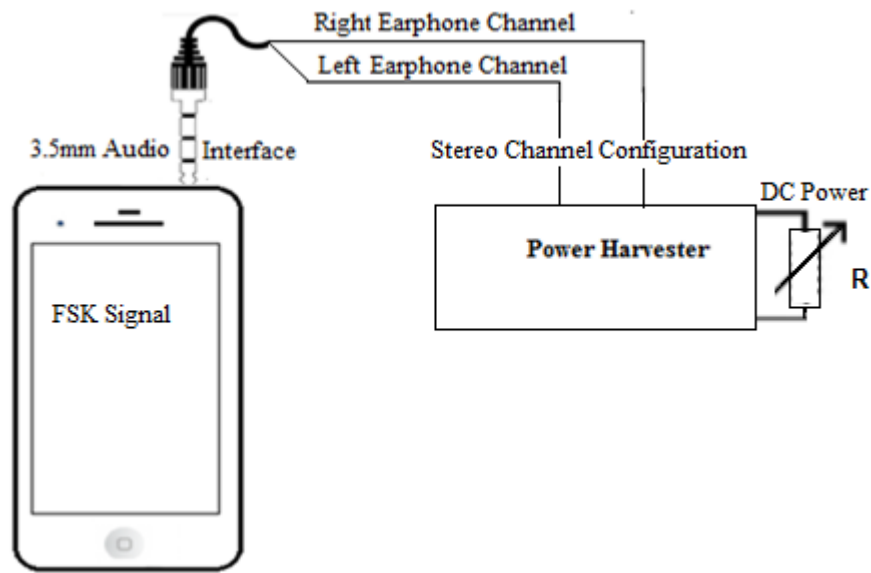 Right Earphone Channel
Left Earphone Channel
3.5mm Audio Interface
Stereo Channel Configuration
DC Power
Power Harvester
R
FSK Signal